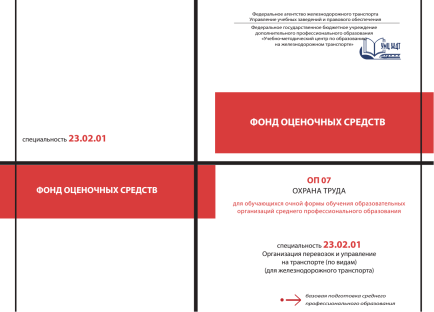 Федеральное агентство железнодорожного транспорта
Управление учебных заведений и правового обеспечения
Федеральное государственное бюджетное учреждение
дополнительного профессионального образования
«Учебно-методический центр по образованию
на железнодорожном транспорте»
УМЦ ЖДТ
ФОНД ОЦЕНОЧНЫХ СРЕДСТВ
специальность 23.02.01
ФОНД ОЦЕНОЧНЫХ СРЕДСТВ
ОП 07
ОХРАНА ТРУДА
для обучающихся очной формы обучения образовательных
организаций среднего профессионального образования
специальность 23.02.01
Организация перевозок и управление
на транспорте (по видам)
(для железнодорожного транспорта)
базовая подготовка среднего
профессионального образования